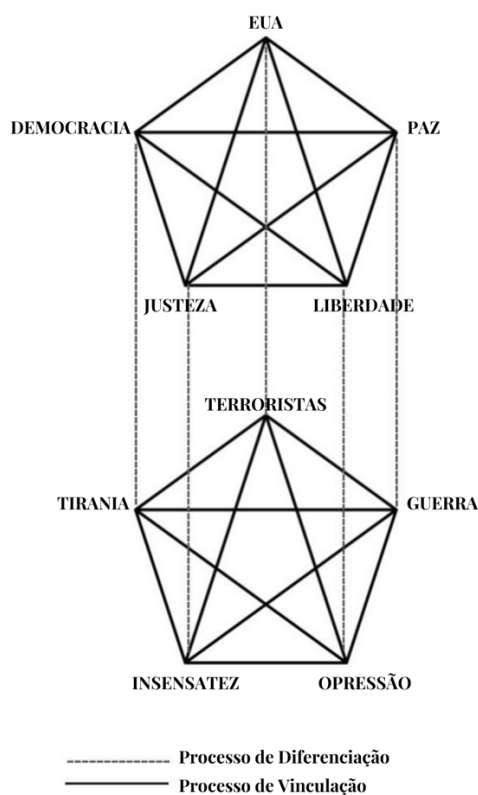 EUA
DEMOCRACIA
PAZ
JUSTEZA
LIBERDADE
TERRORISTAS
TIRANIA
GUERRA
INSENSATEZ
OPRESSÃO
Processo de Diferenciação
Processo de Vinculação